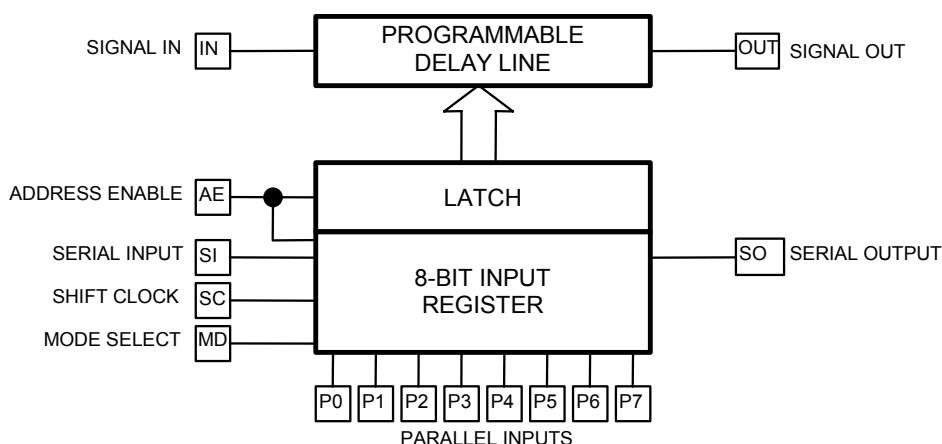 SIGNAL IN IN PROGRAMMABLE OUT SIGNAL OUT
DELAY LINE
ADDRESS ENABLE AE LATCH
SERIAL INPUT SI 8-BIT INPUT SO SERIAL OUTPUT
SHIFT CLOCK SC REGISTER
MODE SELECT MD
P0 P1 P2 P3 P4 P5 P6 P7
PARALLEL INPUTS